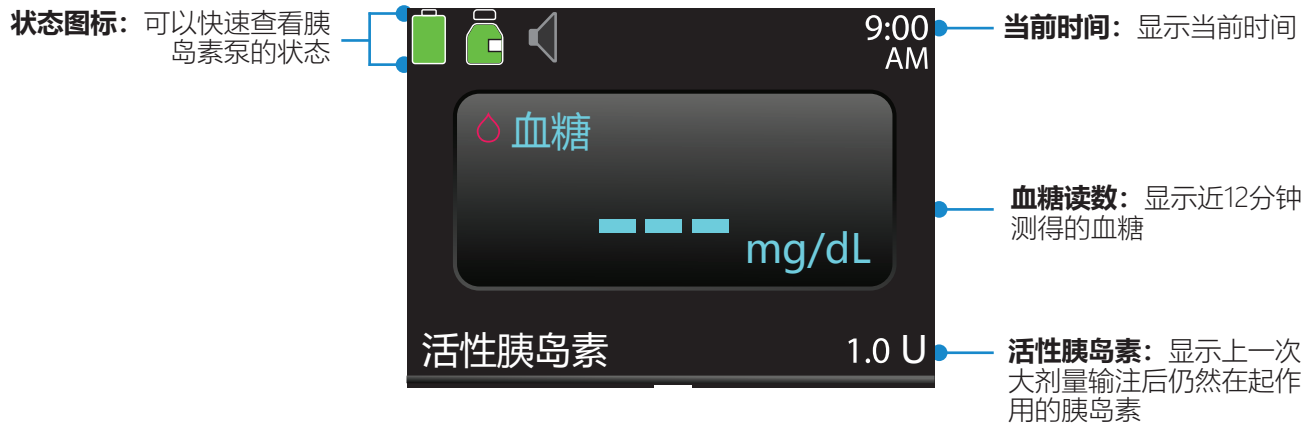 状态图标：可以快速查看胰
岛素泵的状态
9:00
AM
当前时间：显示当前时间
血糖
--- mg/dL
血糖读数：显示近12分钟
测得的血糖
活性胰岛素 1.0 U
活性胰岛素：显示上一次
大剂量输注后仍然在起作
用的胰岛素